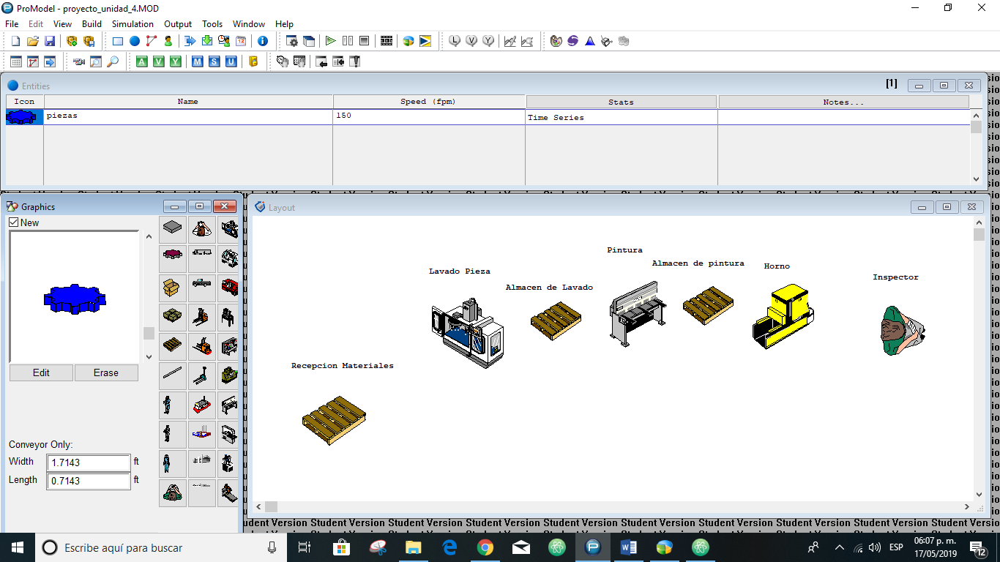 ProModel - proyecto_unidad_4.MOD
File Edit View Build Simulation Output Tools Window Help
L V Y
A V Y M S U
Entities [1]
Icon Name Speed (fpm) Stats Notes...
piezas 150 Time Series
Graphics
New
Edit Erase
Conveyor Only:
Width 1.7143 ft
Length 0.7143 ft
Layout
Pintura
Almacen de pintura
Horno
Lavado Pieza
Inspector
Almacen de Lavado
Recepcion Materiales
udent Version Student Version Student Version Student Version Student Version Student Version Student Version Student Version Student Version Student Version Student Versio
Escribe aquí para buscar
ESP
06:07 p. m.
17/05/2019
12